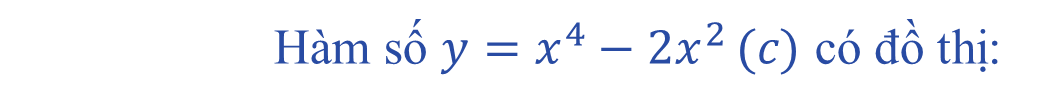 Hàm số y = x⁴ − 2x² (c) có đồ thị: